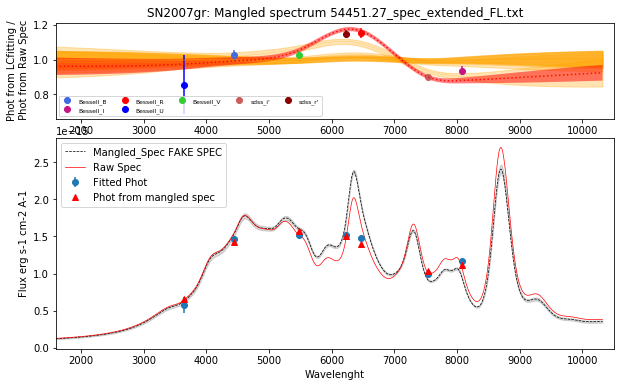 SN2007gr: Mangled spectrum 54451.27_spec_extended_FL.txt
Phot from LCfitting /
Phot from Raw Spec
1.2
1.0
0.8
Bessell_B
Bessell_I
Bessell_R
Bessell_U
Bessell_V
sdss_i'
sdss_r'
2000 3000 4000 5000 6000 7000 8000 9000 10000
Flux erg s-1 cm-2 A-1
2.5
2.0
1.5
1.0
0.5
0.0
Mangled_Spec FAKE SPEC
Raw Spec
Fitted Phot
Phot from mangled spec
2000 3000 4000 5000 6000 7000 8000 9000 10000
Wavelenght